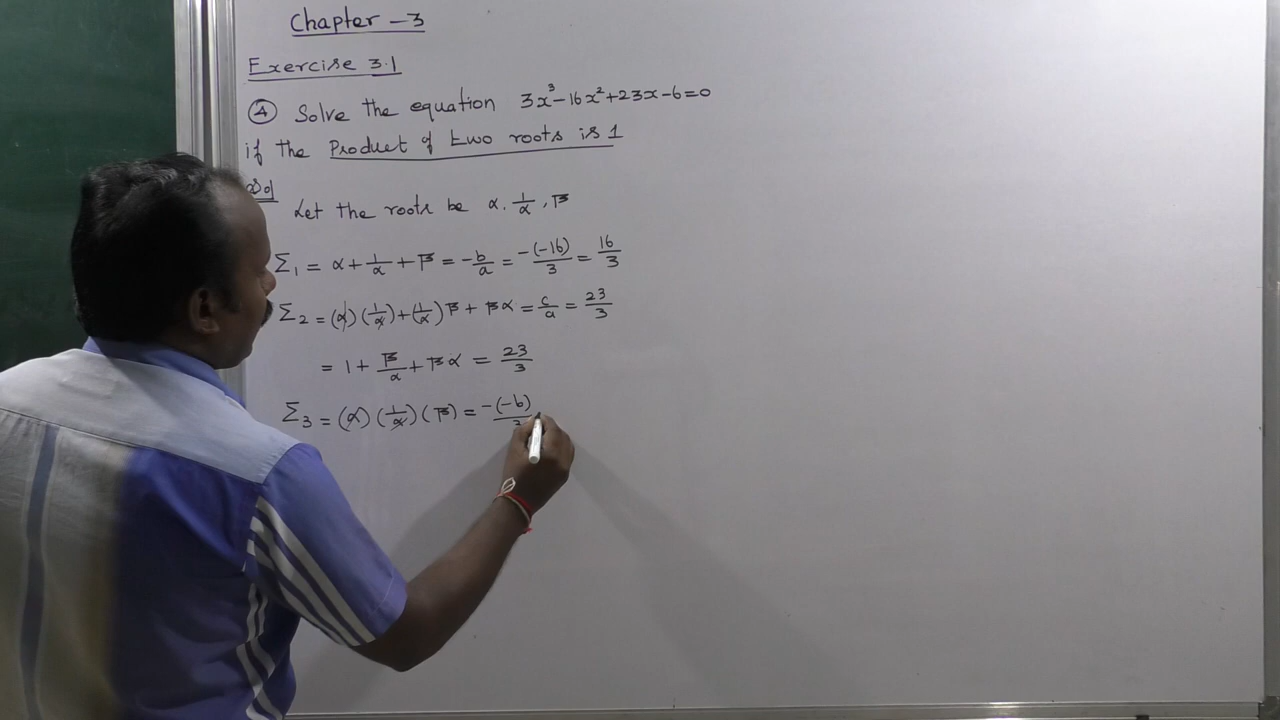 Chapter - 3
Exercise 3.1
④ Solve the equation 3x³-16x²+23x-6=0
if the Product of two roots is 1
Sol
Let the roots be α, 1/α, β
Σ₁ = α + 1/α + β = -b/a = -(-16)/3 = 16/3
Σ₂ = (α)(1/α)+(1/α)β + βα = c/a = 23/3
= 1 + β/α + βα = 23/3
Σ₃ = (α)(1/α)(β) = -(-6)/3